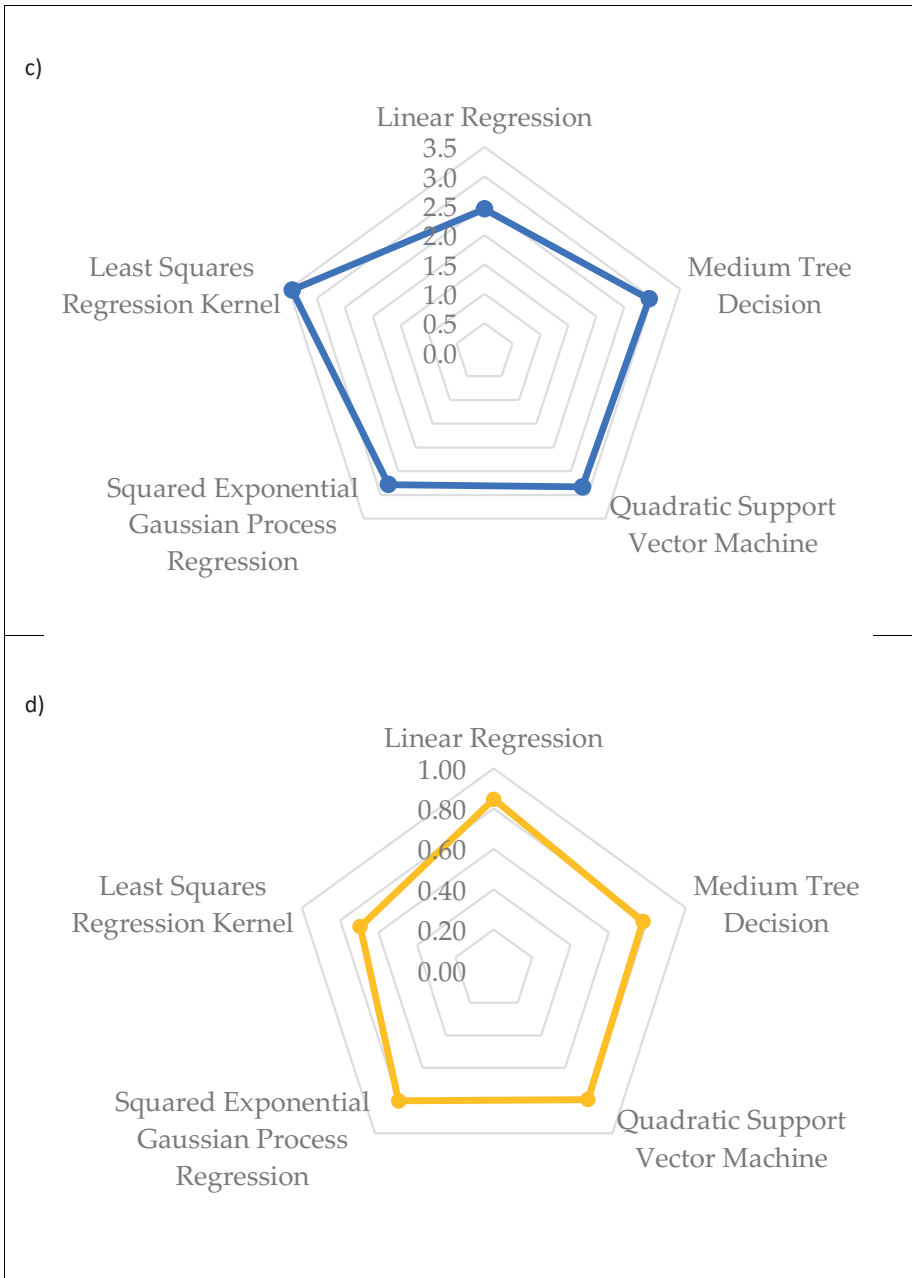 c)
Linear Regression
3.5
3.0
2.5
2.0
1.5
1.0
0.5
0.0
Least Squares
Regression Kernel
Medium Tree
Decision
Squared Exponential
Gaussian Process
Regression
Quadratic Support
Vector Machine
d)
Linear Regression
1.00
0.80
0.60
0.40
0.20
0.00
Least Squares
Regression Kernel
Medium Tree
Decision
Squared Exponential
Gaussian Process
Regression
Quadratic Support
Vector Machine